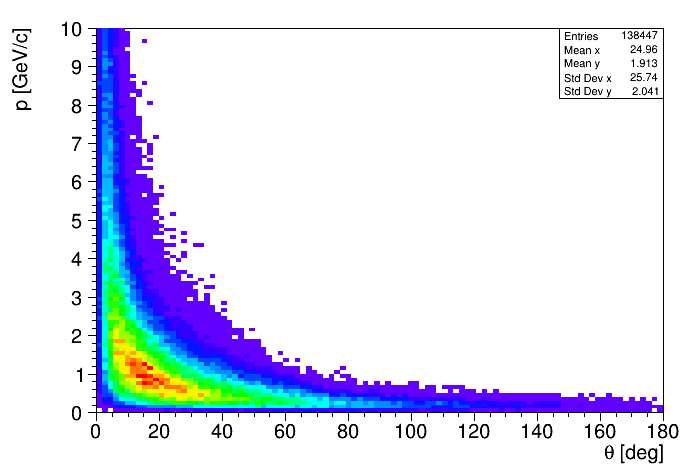 p [GeV/c]
10
9
8
7
6
5
4
3
2
1
0
Entries 138447
Mean x 24.96
Mean y 1.913
Std Dev x 25.74
Std Dev y 2.041
0 20 40 60 80 100 120 140 160 180
θ [deg]